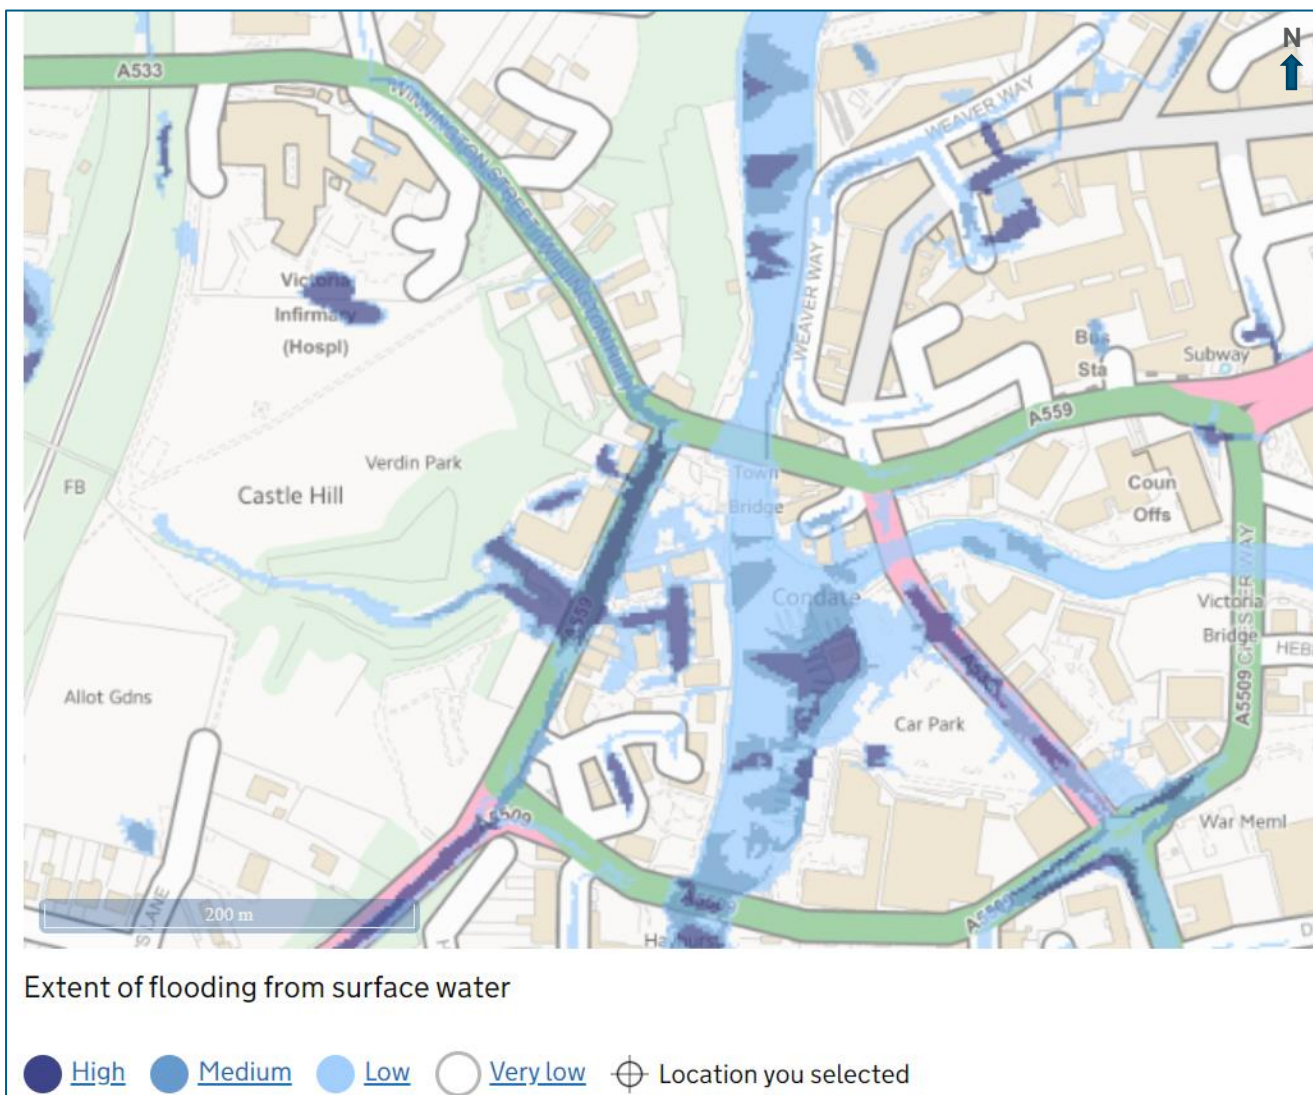 N
A533
WINNINGTON STREET
WEAVER WAY
WEAVER WAY
Victoria
Infirmary
(Hospl)
Bus
Sta
Subway
A559
Verdin Park
Castle Hill
FB
Town
Bridge
Coun
Offs
Condate
A559
Victoria
Bridge
A5509 CHESTER WAY
Allot Gdns
Car Park
War Meml
200 m
Extent of flooding from surface water
High
Medium
Low
Very low
Location you selected